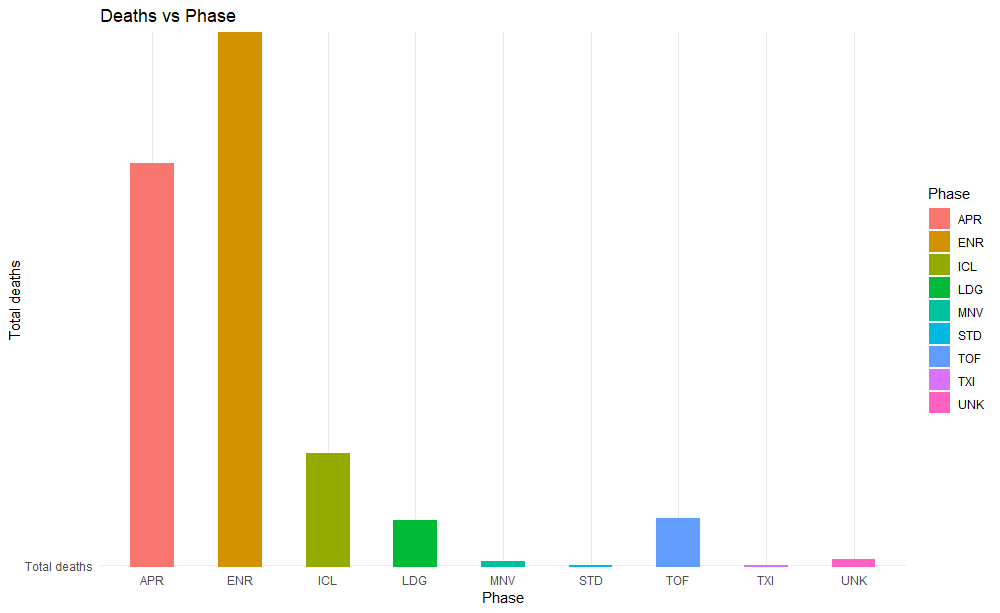 Deaths vs Phase
Total deaths
Total deaths
APR ENR ICL LDG MNV STD TOF TXI UNK
Phase
Phase
APR
ENR
ICL
LDG
MNV
STD
TOF
TXI
UNK